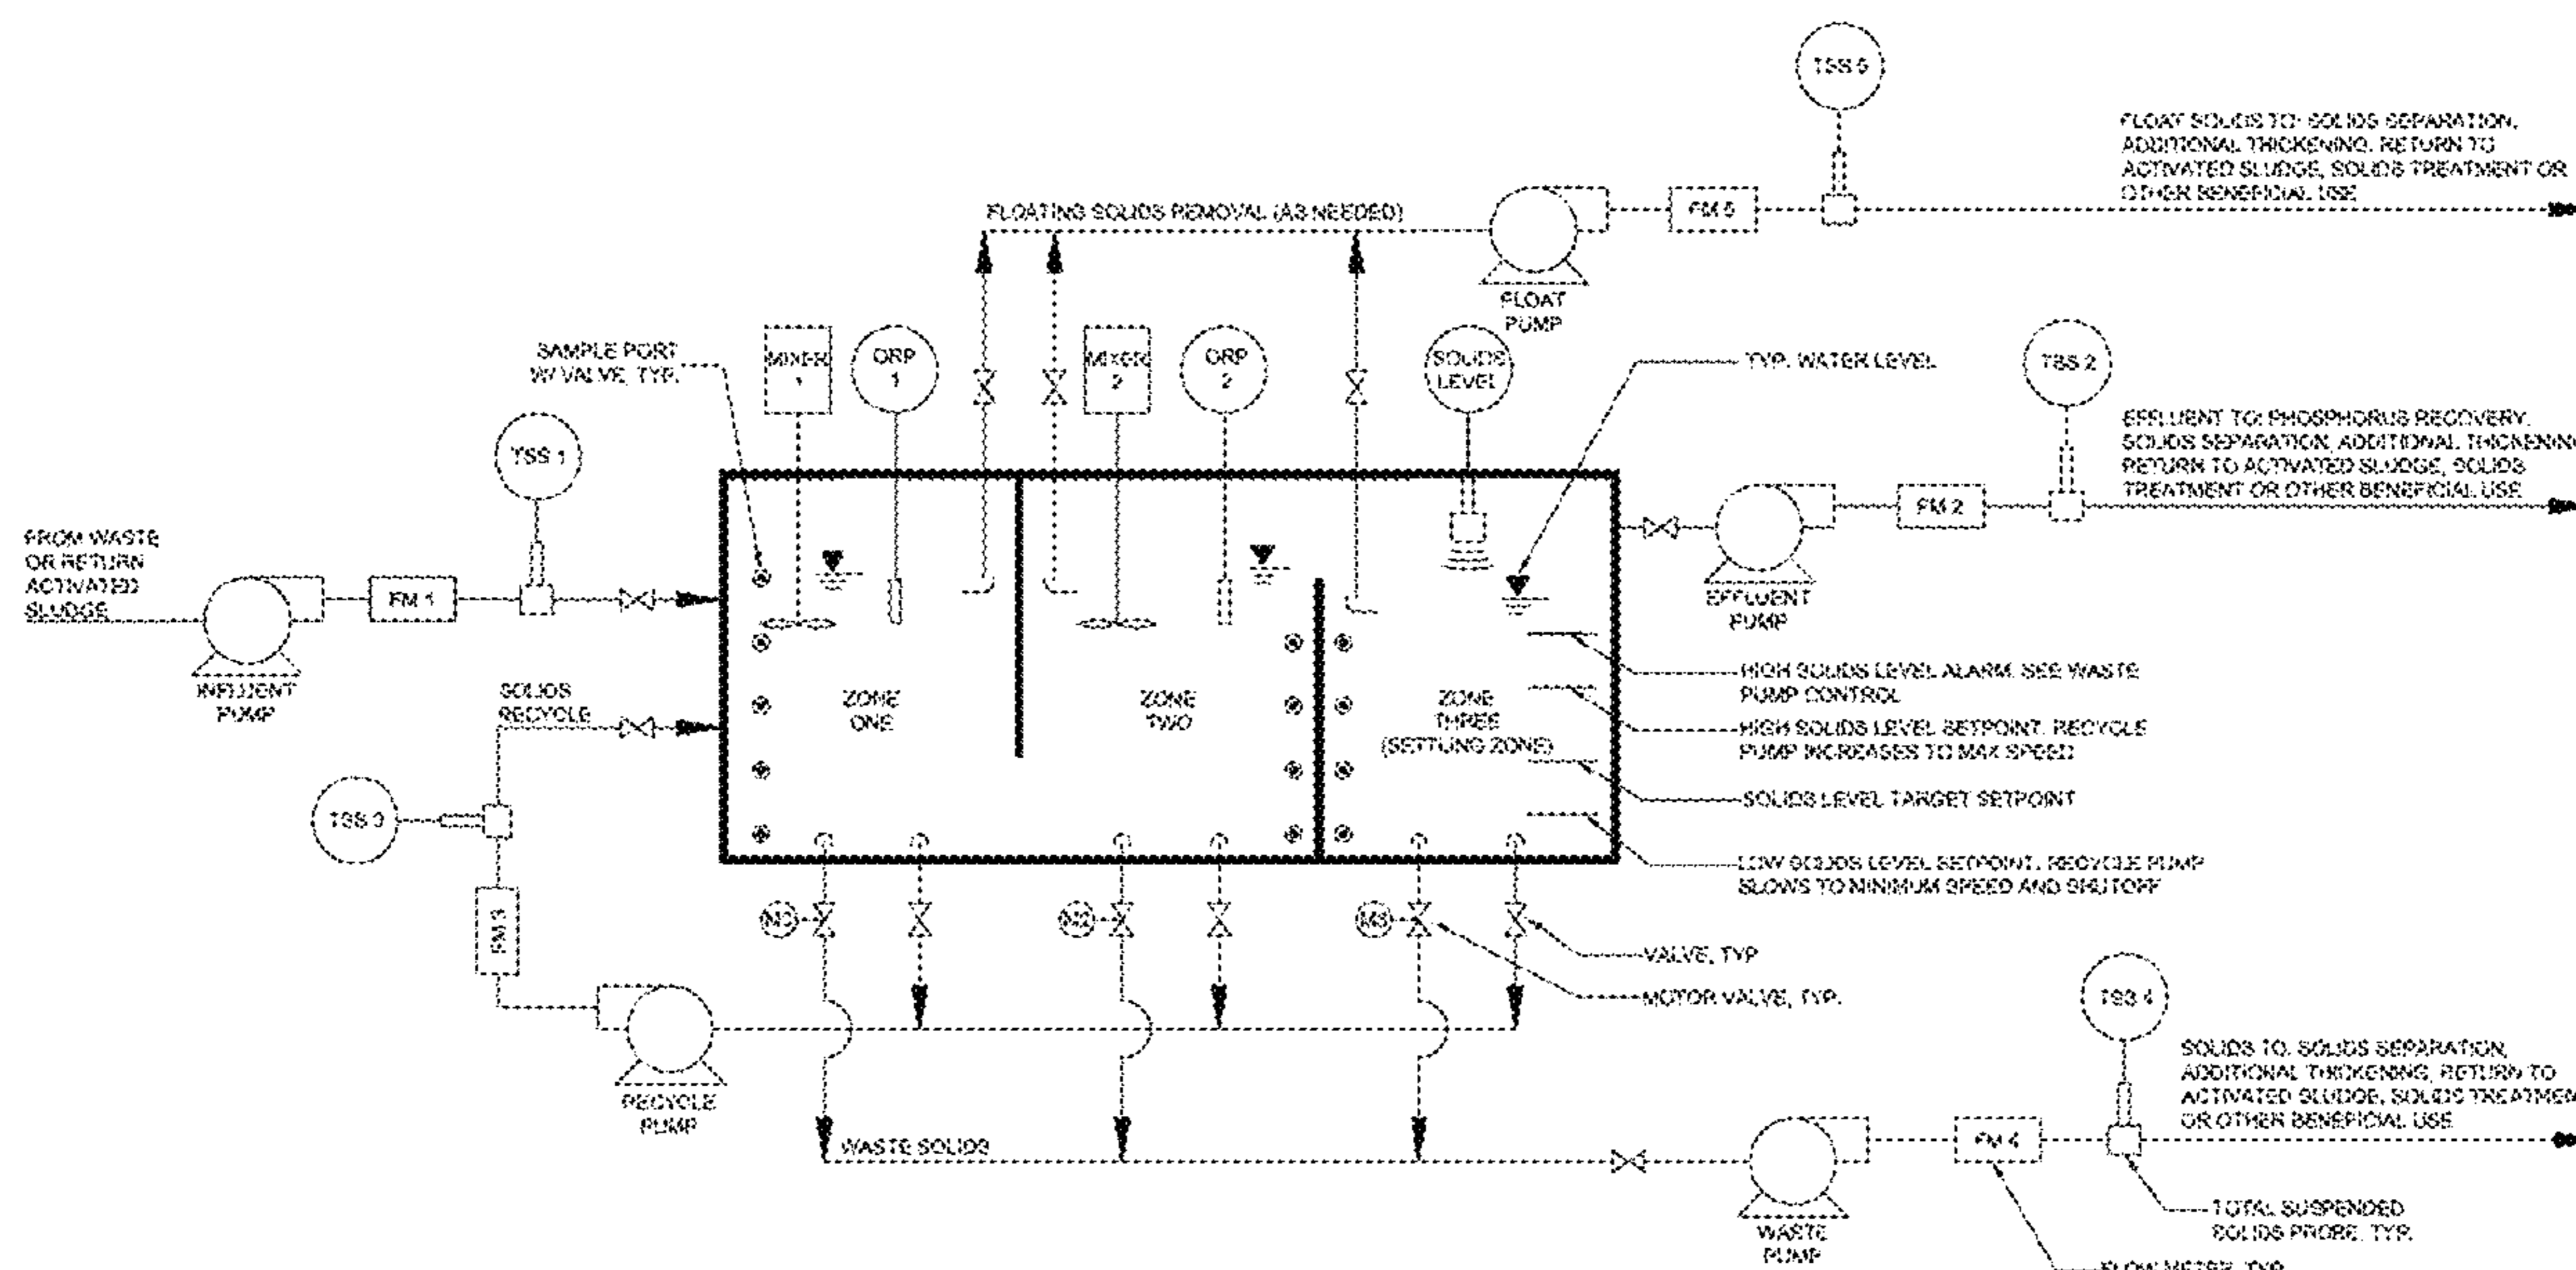 TSS 5
FLOAT SOLIDS TO: SOLIDS SEPARATION,
ADDITIONAL THICKENING, RETURN TO
ACTIVATED SLUDGE, SOLIDS TREATMENT OR
OTHER BENEFICIAL USE
FLOATING SOLIDS REMOVAL (AS NEEDED)
FM 5
FLOAT
PUMP
SAMPLE PORT
W/ VALVE, TYP.
MIXER
1
ORP
1
MIXER
2
ORP
2
SOLIDS
LEVEL
TYP. WATER LEVEL
TSS 2
EFFLUENT TO: PHOSPHORUS RECOVERY,
SOLIDS SEPARATION, ADDITIONAL THICKENING
RETURN TO ACTIVATED SLUDGE, SOLIDS
TREATMENT OR OTHER BENEFICIAL USE
TSS 1
FM 2
FROM WASTE
OR RETURN
ACTIVATED
SLUDGE
FM 1
EFFLUENT
PUMP
INFLUENT
PUMP
SOLIDS
RECYCLE
ZONE
ONE
ZONE
TWO
ZONE
THREE
(SETTLING ZONE)
HIGH SOLIDS LEVEL ALARM. SEE WASTE
PUMP CONTROL
HIGH SOLIDS LEVEL SETPOINT. RECYCLE
PUMP INCREASES TO MAX SPEED
SOLIDS LEVEL TARGET SETPOINT
TSS 3
LOW SOLIDS LEVEL SETPOINT. RECYCLE PUMP
SLOWS TO MINIMUM SPEED AND SHUTOFF
FM 3
M1
M2
M3
VALVE, TYP
MOTOR VALVE, TYP.
TSS 4
RECYCLE
PUMP
SOLIDS TO: SOLIDS SEPARATION,
ADDITIONAL THICKENING, RETURN TO
ACTIVATED SLUDGE, SOLIDS TREATMEN
OR OTHER BENEFICIAL USE
WASTE SOLIDS
FM 4
WASTE
PUMP
TOTAL SUSPENDED
SOLIDS PROBE, TYP.
FLOW METER, TYP